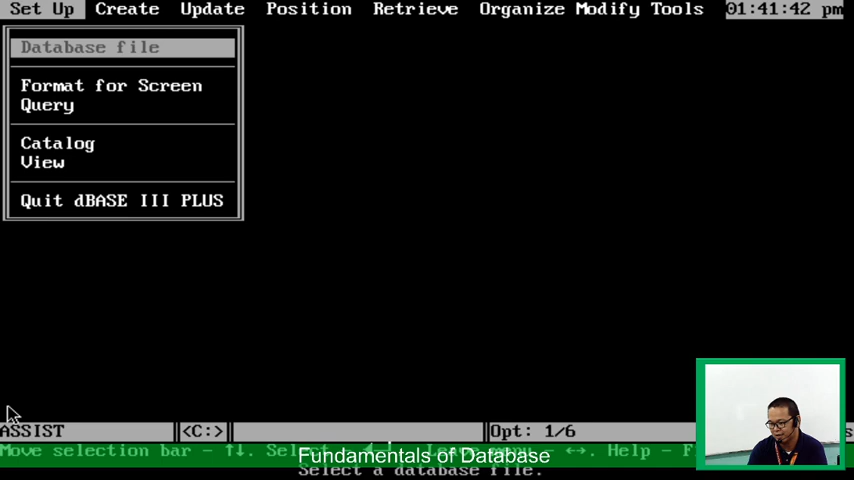 Set Up Create Update Position Retrieve Organize Modify Tools 01:41:42 pm
Database file
Format for Screen
Query
Catalog
View
Quit dBASE III PLUS
ASSIST <C:> Opt: 1/6
Move selection bar - ↑↓. Select - Leave menu - ↔. Help - F
Fundamentals of Database
Select a database file.